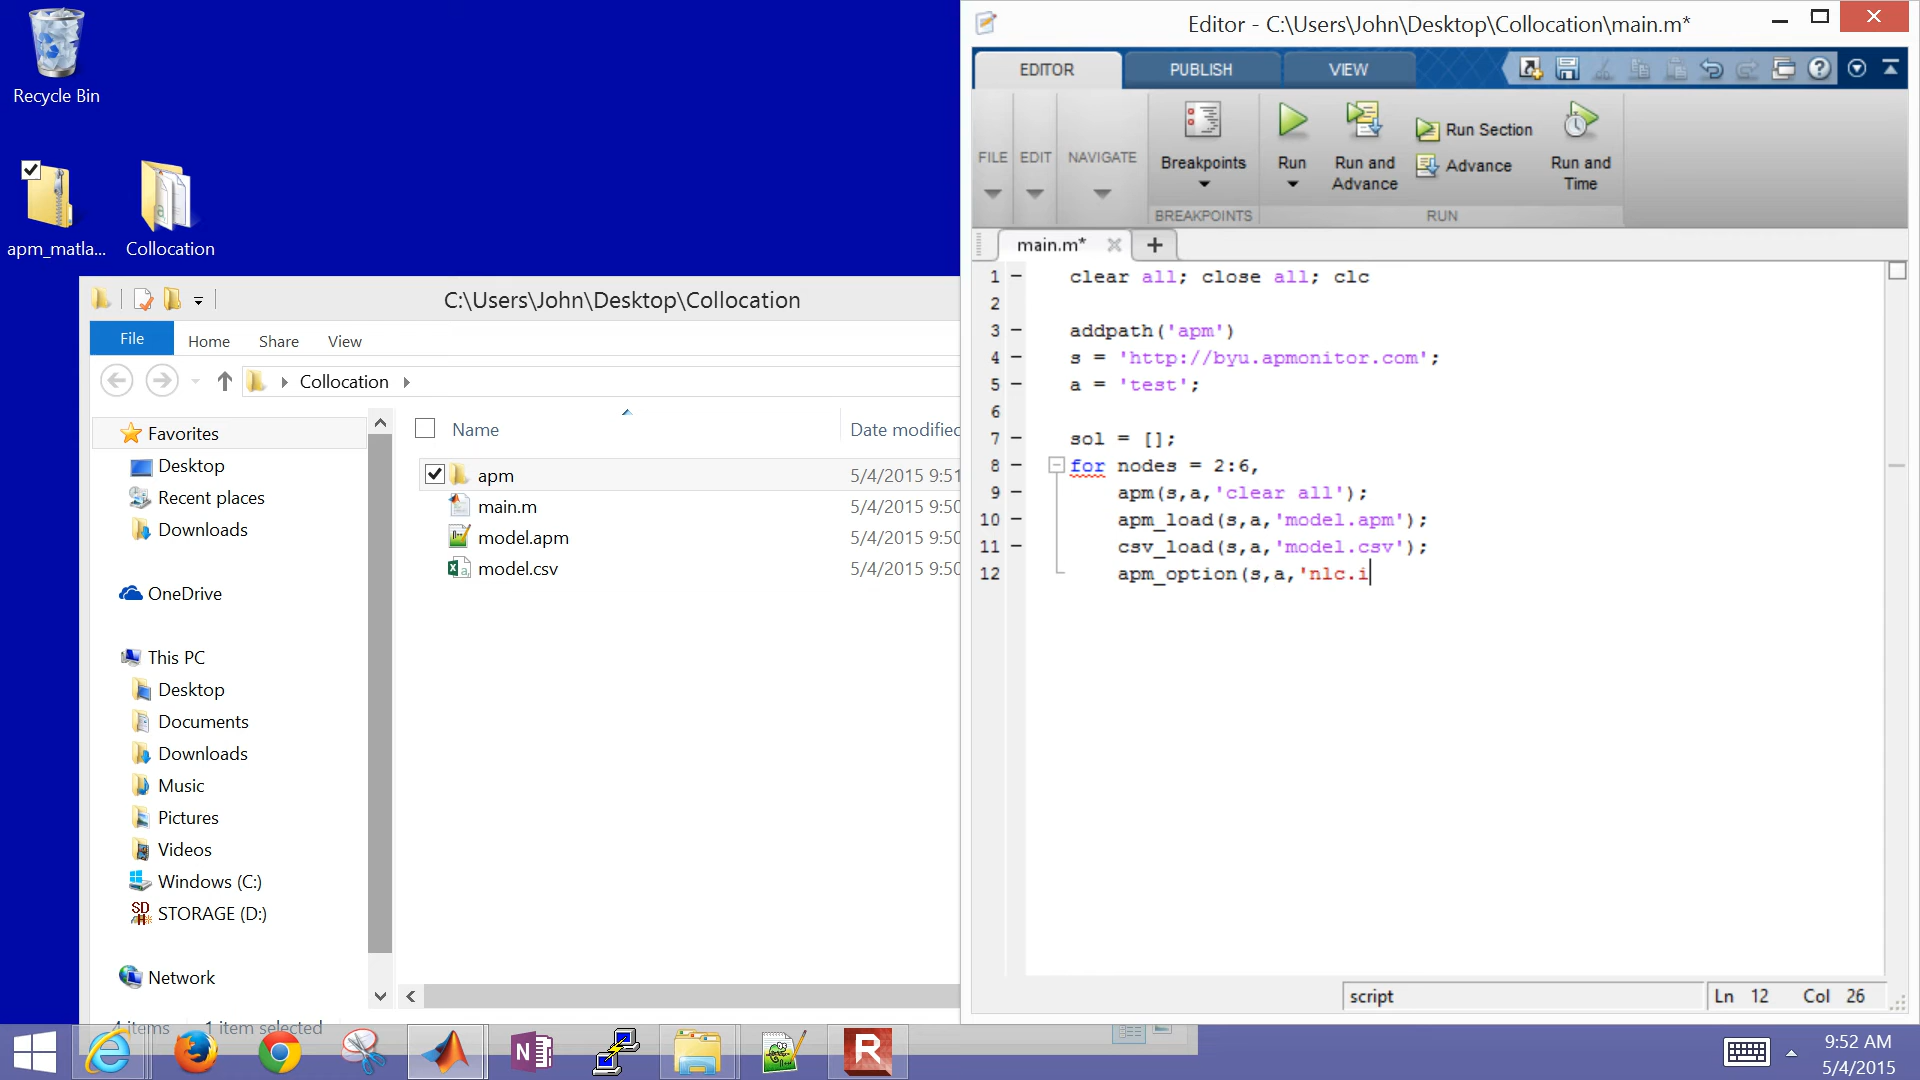 Recycle Bin
apm_matla...
Collocation
C:\Users\John\Desktop\Collocation
File
Home
Share
View
Collocation
Favorites
Desktop
Recent places
Downloads
OneDrive
This PC
Desktop
Documents
Downloads
Music
Pictures
Videos
Windows (C:)
SD
STORAGE (D:)
Network
Name
Date modified
apm
5/4/2015 9:51
main.m
5/4/2015 9:50
model.apm
5/4/2015 9:50
model.csv
5/4/2015 9:50
4 items
1 item selected
Editor - C:\Users\John\Desktop\Collocation\main.m*
EDITOR
PUBLISH
VIEW
FILE
EDIT
NAVIGATE
Breakpoints
BREAKPOINTS
Run
Run and Advance
Run Section
Advance
Run and Time
RUN
main.m*
1 clear all; close all; clc
2
3 addpath('apm')
4 s = 'http://byu.apmonitor.com';
5 a = 'test';
6
7 sol = [];
8 for nodes = 2:6,
9 apm(s,a,'clear all');
10 apm_load(s,a,'model.apm');
11 csv_load(s,a,'model.csv');
12 apm_option(s,a,'nlc.i
script
Ln 12 Col 26
9:52 AM
5/4/2015